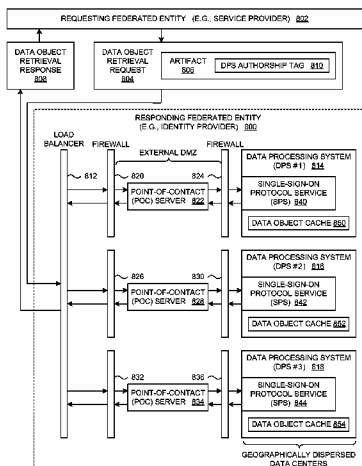 REQUESTING FEDERATED ENTITY (E.G., SERVICE PROVIDER) 802
DATA OBJECT
RETRIEVAL
RESPONSE
808
DATA OBJECT
RETRIEVAL
REQUEST
804
ARTIFACT
806
DPS AUTHORSHIP TAG 810
RESPONDING FEDERATED ENTITY
(E.G., IDENTITY PROVIDER) 800
LOAD
BALANCER
FIREWALL
EXTERNAL DMZ
FIREWALL
812
820
POINT-OF-CONTACT
(POC) SERVER
822
824
DATA PROCESSING SYSTEM
(DPS #1) 814
SINGLE-SIGN-ON
PROTOCOL SERVICE
(SPS)
840
DATA OBJECT CACHE 850
826
POINT-OF-CONTACT
(POC) SERVER
828
830
DATA PROCESSING SYSTEM
(DPS #2) 816
SINGLE-SIGN-ON
PROTOCOL SERVICE
(SPS) 842
DATA OBJECT CACHE 852
832
POINT-OF-CONTACT
(POC) SERVER
834
836
DATA PROCESSING SYSTEM
(DPS #3) 818
SINGLE-SIGN-ON
PROTOCOL SERVICE
(SPS) 844
DATA OBJECT CACHE 854
GEOGRAPHICALLY DISPERSED
DATA CENTERS